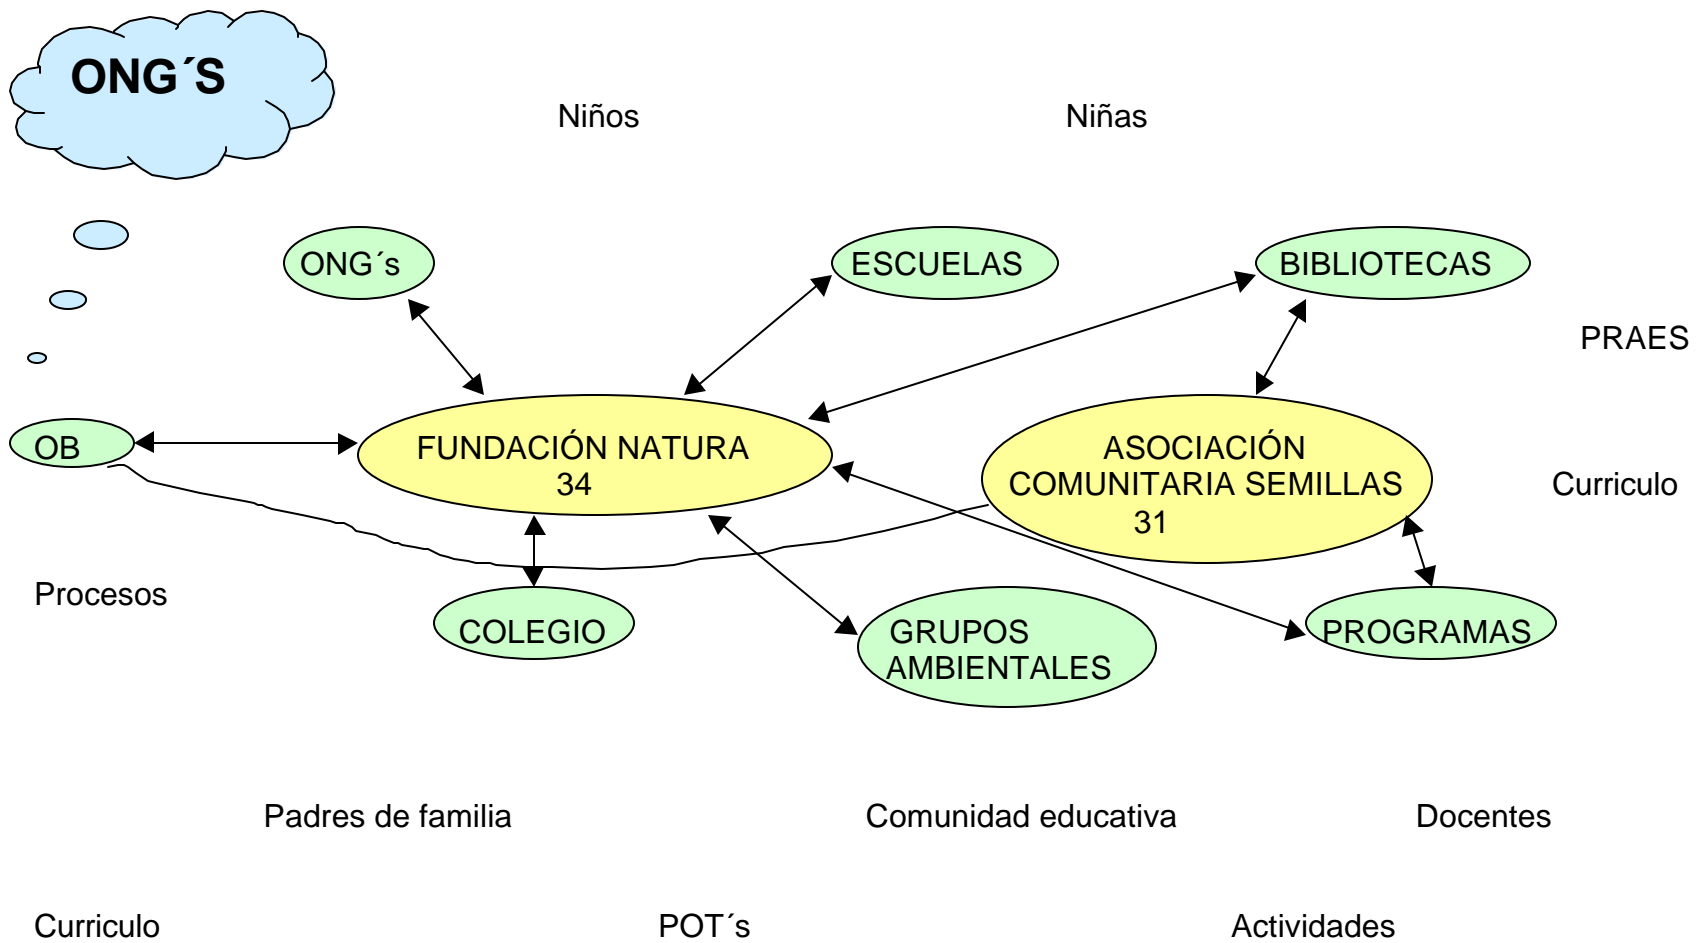 ONG´S
Niños
Niñas
ONG´s
ESCUELAS
BIBLIOTECAS
PRAES
OB
FUNDACIÓN NATURA
34
ASOCIACIÓN
COMUNITARIA SEMILLAS
31
Curriculo
Procesos
COLEGIO
GRUPOS
AMBIENTALES
PROGRAMAS
Padres de familia
Comunidad educativa
Docentes
Curriculo
POT´s
Actividades